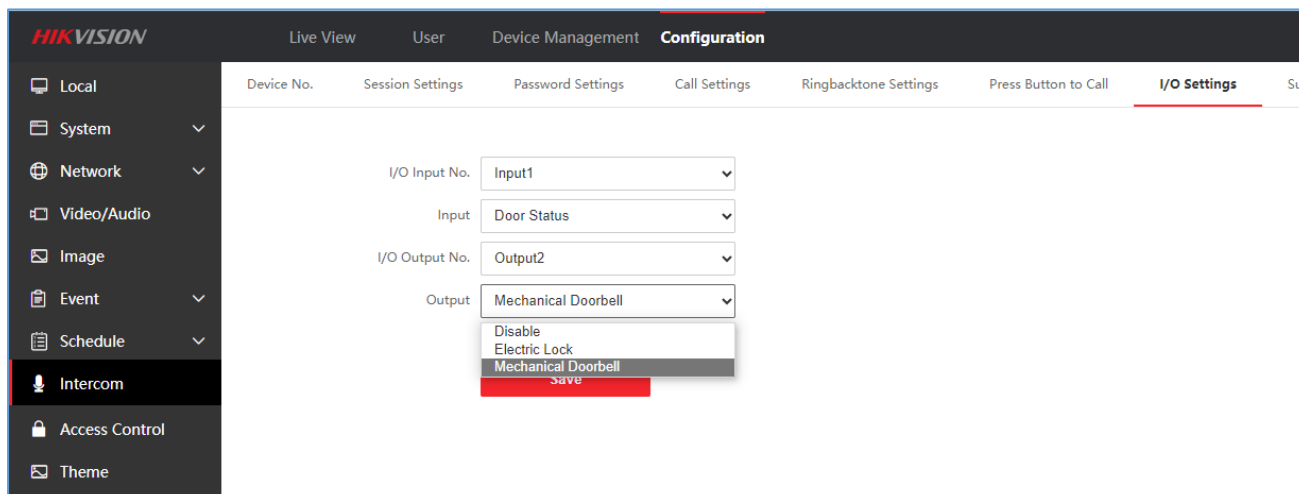 HIKVISION Live View User Device Management Configuration
Local
System
Network
Video/Audio
Image
Event
Schedule
Intercom
Access Control
Theme
Device No. Session Settings Password Settings Call Settings Ringbacktone Settings Press Button to Call I/O Settings Su
I/O Input No. Input1
Input Door Status
I/O Output No. Output2
Output Mechanical Doorbell
Disable
Electric Lock
Mechanical Doorbell
Save